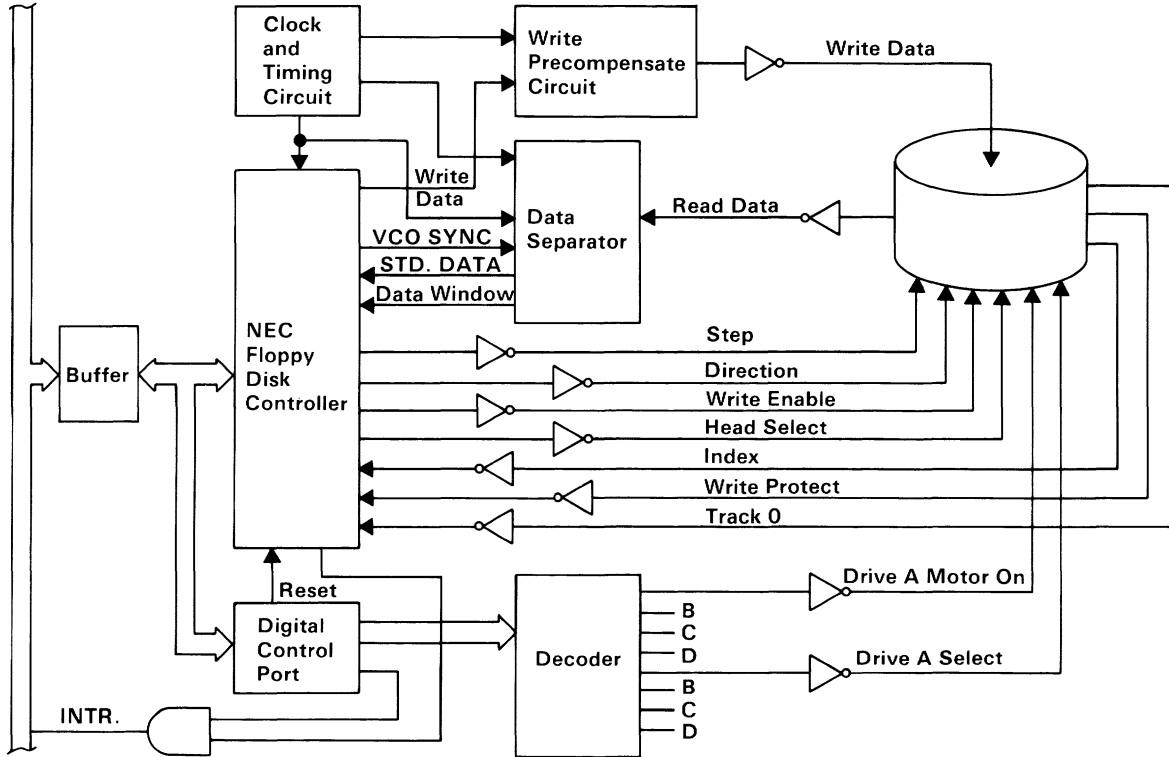 Clock
and
Timing
Circuit
Write
Precompensate
Circuit
Write Data
Write
Data
Data
Separator
Read Data
VCO SYNC
STD. DATA
Data Window
NEC
Floppy
Disk
Controller
Buffer
Step
Direction
Write Enable
Head Select
Index
Write Protect
Track 0
Reset
Digital
Control
Port
Decoder
Drive A Motor On
B
C
D
Drive A Select
B
C
D
INTR.